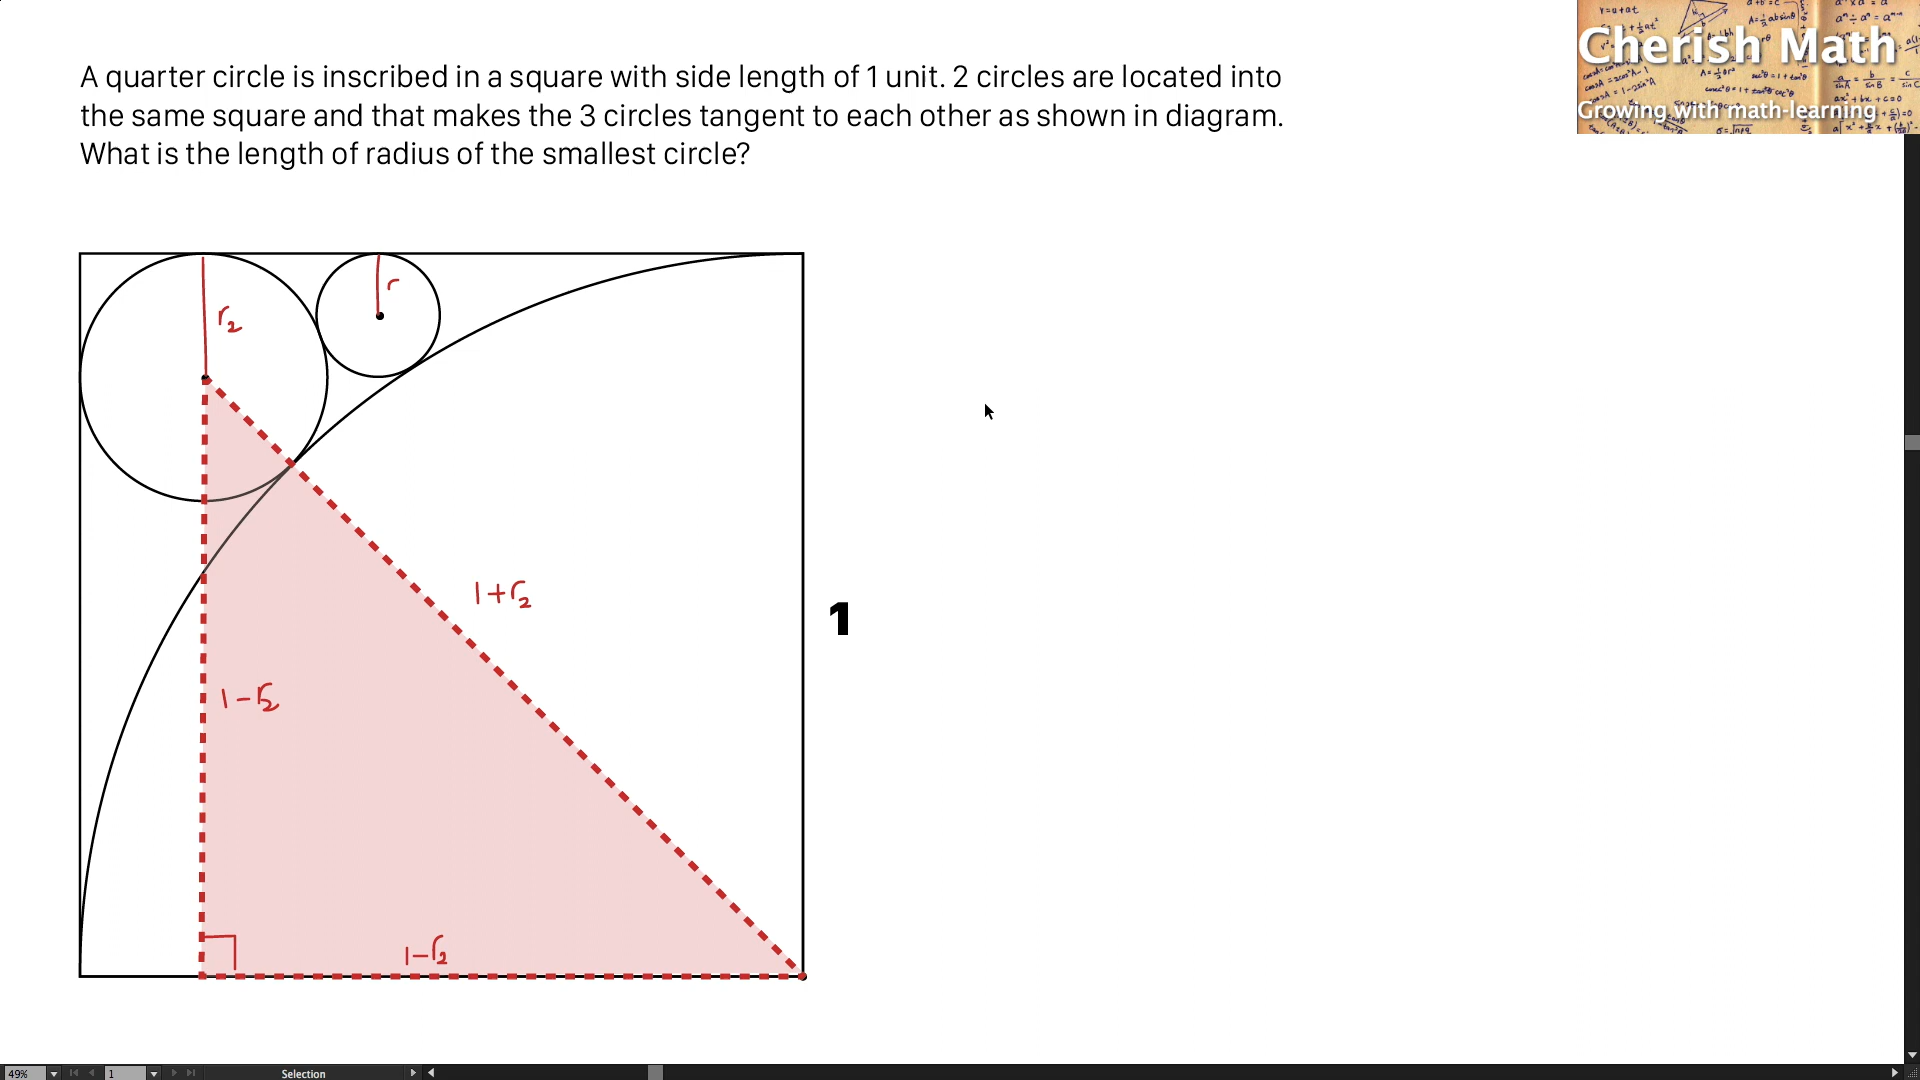 A quarter circle is inscribed in a square with side length of 1 unit. 2 circles are located into
the same square and that makes the 3 circles tangent to each other as shown in diagram.
What is the length of radius of the smallest circle?
Cherish Math
Growing with math-learning
r
r₂
1+r₂
1
1-r₂
1-r₂
49%
1
Selection